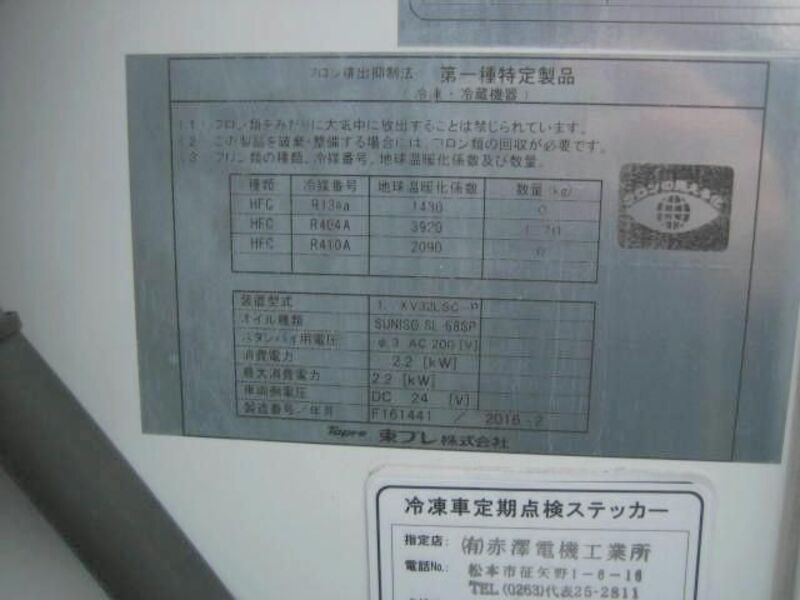 フロン排出抑制法 第一種特定製品
(冷凍・冷蔵機器)
1 フロン類をみだりに大気中に放出することは禁じられています。
2 この製品を廃棄・整備する場合には、フロン類の回収が必要です。
3 フロン類の種類、冷媒番号、地球温暖化係数及び数量。
種類 冷媒番号 地球温暖化係数 数量 (kg)
HFC R134a 1430 0
HFC R404A 3920
HFC R410A 2090 0
装置型式 XV32LSC
オイル種類 SUNISO SL-68SP
スタンバイ用電圧 φ3 AC 200 [V]
消費電力 2.2 [kW]
最大消費電力 2.2 [kW]
車両側電圧 DC 24 [V]
製造番号/年月 F161441 / 2016-2
Topre 東プレ株式会社
冷凍車定期点検ステッカー
指定店: (有)赤澤電機工業所
電話No.: 松本市征矢野1-6-16
TEL(0263)代表25-2811